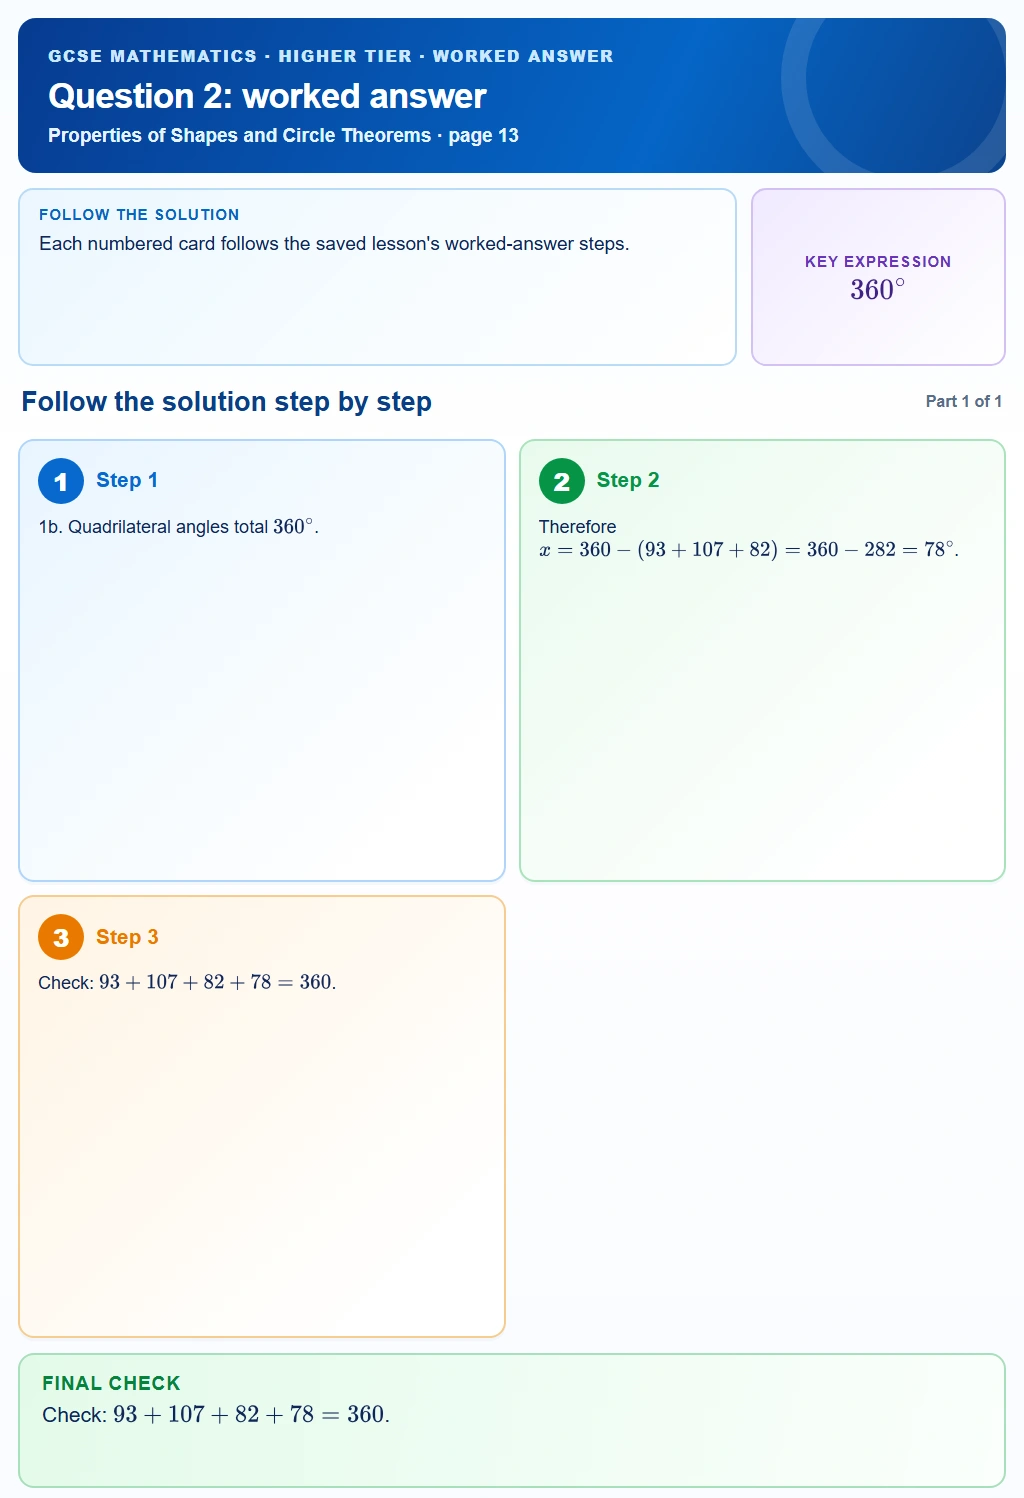 GCSE MATHEMATICS · HIGHER TIER · WORKED ANSWER
Question 2: worked answer
Properties of Shapes and Circle Theorems · page 13
FOLLOW THE SOLUTION
Each numbered card follows the saved lesson's worked-answer steps.
KEY EXPRESSION
360°
Follow the solution step by step
Part 1 of 1
1 Step 1
1b. Quadrilateral angles total 360°.
2 Step 2
Therefore
x = 360 − (93 + 107 + 82) = 360 − 282 = 78°.
3 Step 3
Check: 93 + 107 + 82 + 78 = 360.
FINAL CHECK
Check: 93 + 107 + 82 + 78 = 360.